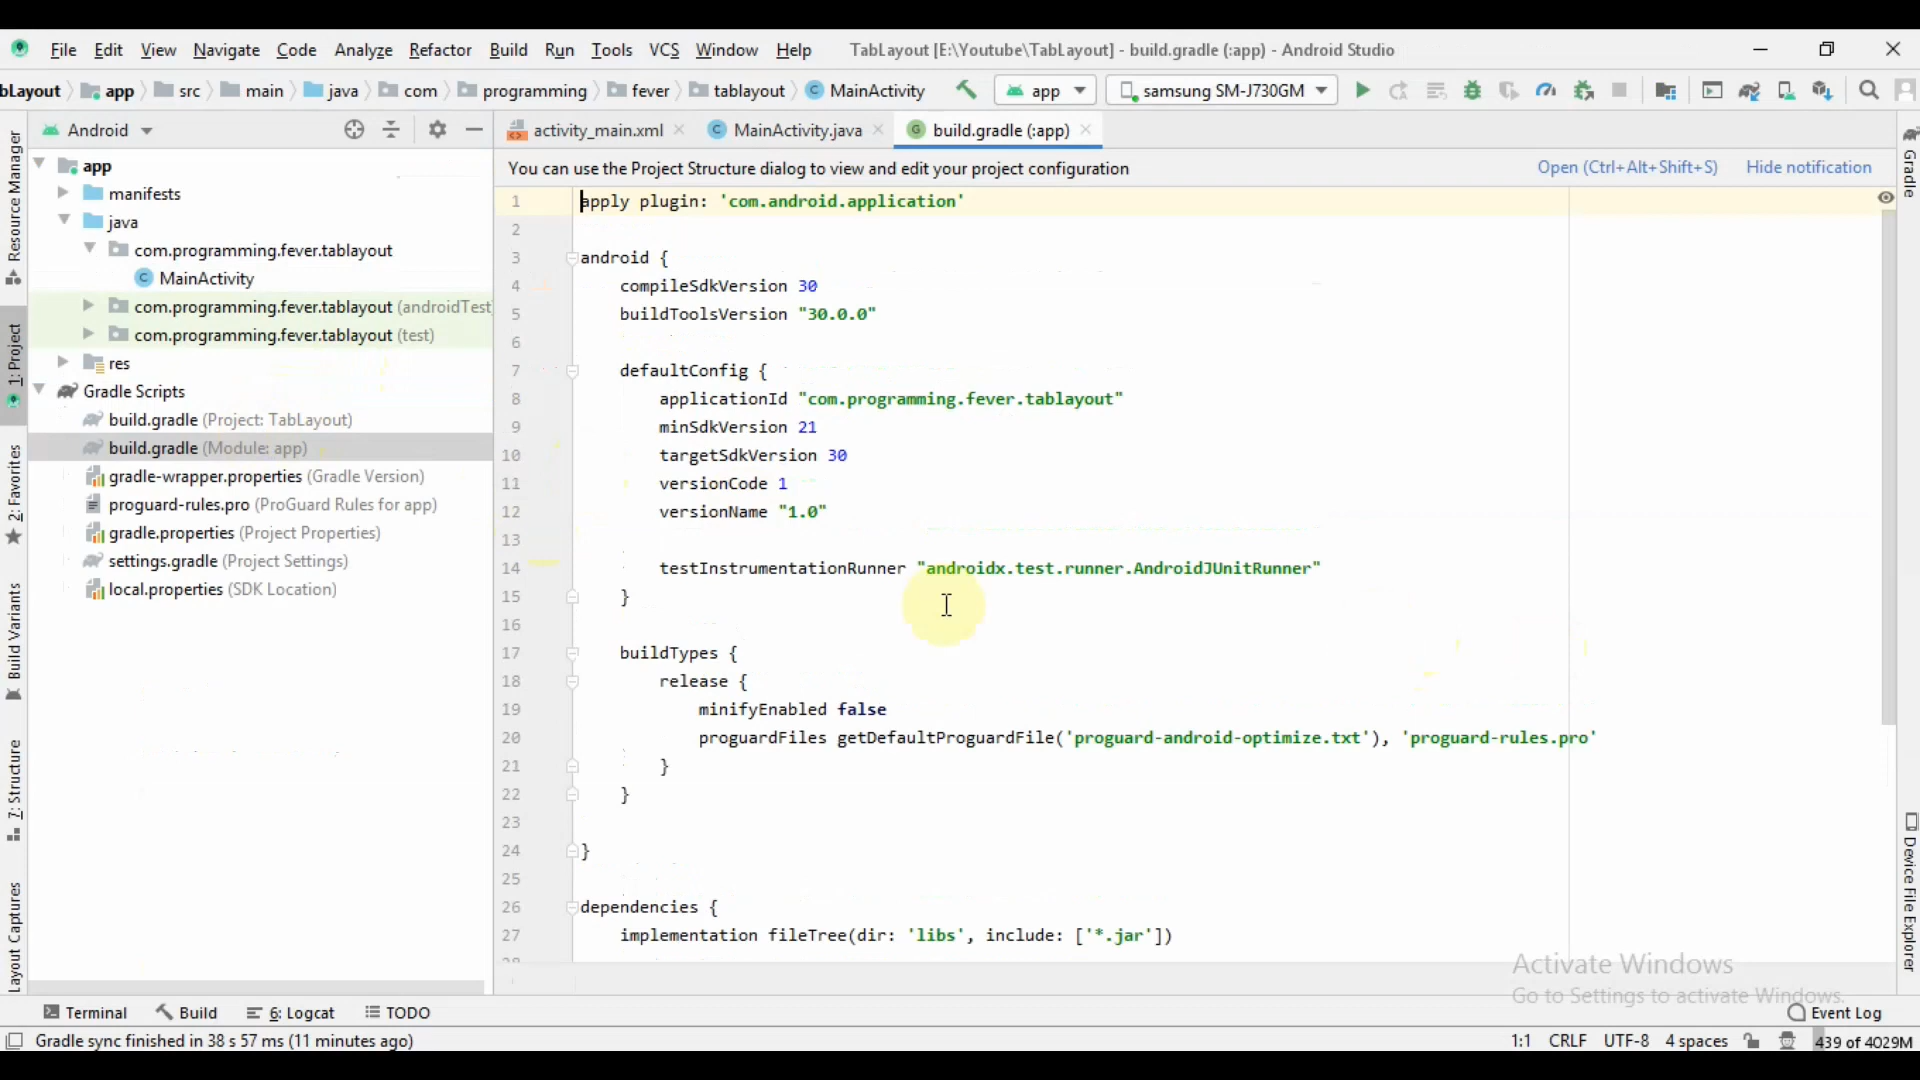 File Edit View Navigate Code Analyze Refactor Build Run Tools VCS Window Help TabLayout [E:\Youtube\TabLayout] - build.gradle (:app) - Android Studio
bLayout app src main java com programming fever tablayout MainActivity app samsung SM-J730GM
Android activity_main.xml MainActivity.java build.gradle (:app)
You can use the Project Structure dialog to view and edit your project configuration Open (Ctrl+Alt+Shift+S) Hide notification
Resource Manager
1: Project
2: Favorites
Build Variants
7: Structure
Layout Captures
app
manifests
java
com.programming.fever.tablayout
MainActivity
com.programming.fever.tablayout (androidTest
com.programming.fever.tablayout (test)
res
Gradle Scripts
build.gradle (Project: TabLayout)
build.gradle (Module: app)
gradle-wrapper.properties (Gradle Version)
proguard-rules.pro (ProGuard Rules for app)
gradle.properties (Project Properties)
settings.gradle (Project Settings)
local.properties (SDK Location)
1 apply plugin: 'com.android.application'
2
3 android {
4 compileSdkVersion 30
5 buildToolsVersion "30.0.0"
6
7 defaultConfig {
8 applicationId "com.programming.fever.tablayout"
9 minSdkVersion 21
10 targetSdkVersion 30
11 versionCode 1
12 versionName "1.0"
13
14 testInstrumentationRunner "androidx.test.runner.AndroidJUnitRunner"
15 }
16
17 buildTypes {
18 release {
19 minifyEnabled false
20 proguardFiles getDefaultProguardFile('proguard-android-optimize.txt'), 'proguard-rules.pro'
21 }
22 }
23
24 }
25
26 dependencies {
27 implementation fileTree(dir: 'libs', include: ['*.jar'])
Gradle
Device File Explorer
Activate Windows
Go to Settings to activate Windows.
Terminal Build 6: Logcat TODO Event Log
Gradle sync finished in 38 s 57 ms (11 minutes ago) 1:1 CRLF UTF-8 4 spaces 439 of 4029M